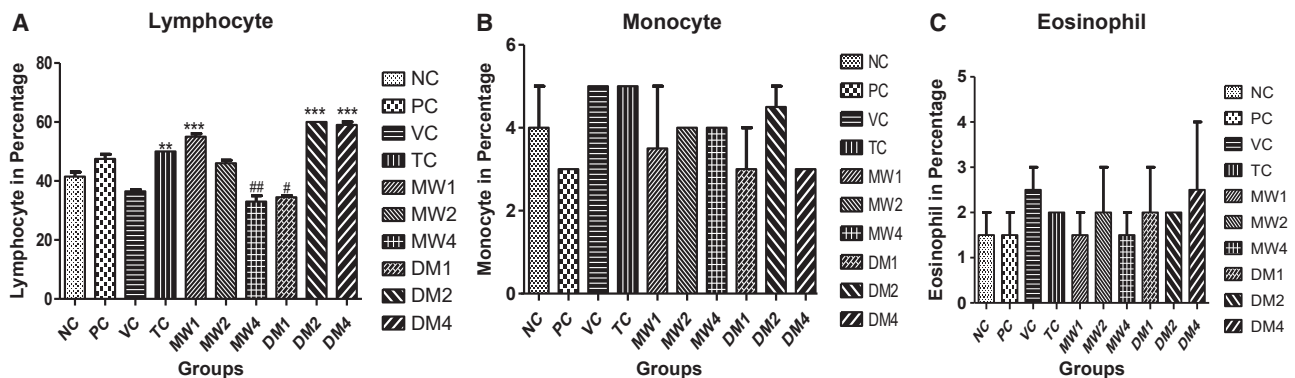 A
Lymphocyte
Lymphocyte in Percentage
80
60
40
20
0
** *** ## # *** ***
NC PC VC TC MW1 MW2 MW4 DM1 DM2 DM4
Groups
NC
PC
VC
TC
MW1
MW2
MW4
DM1
DM2
DM4
B
Monocyte
Monocyte in Percentage
6
4
2
0
NC PC VC TC MW1 MW2 MW4 DM1 DM2 DM4
Groups
NC
PC
VC
TC
MW1
MW2
MW4
DM1
DM2
DM4
C
Eosinophil
Eosinophil in Percentage
5
4
3
2
1
0
NC PC VC TC MW1 MW2 MW4 DM1 DM2 DM4
Groups
NC
PC
VC
TC
MW1
MW2
MW4
DM1
DM2
DM4